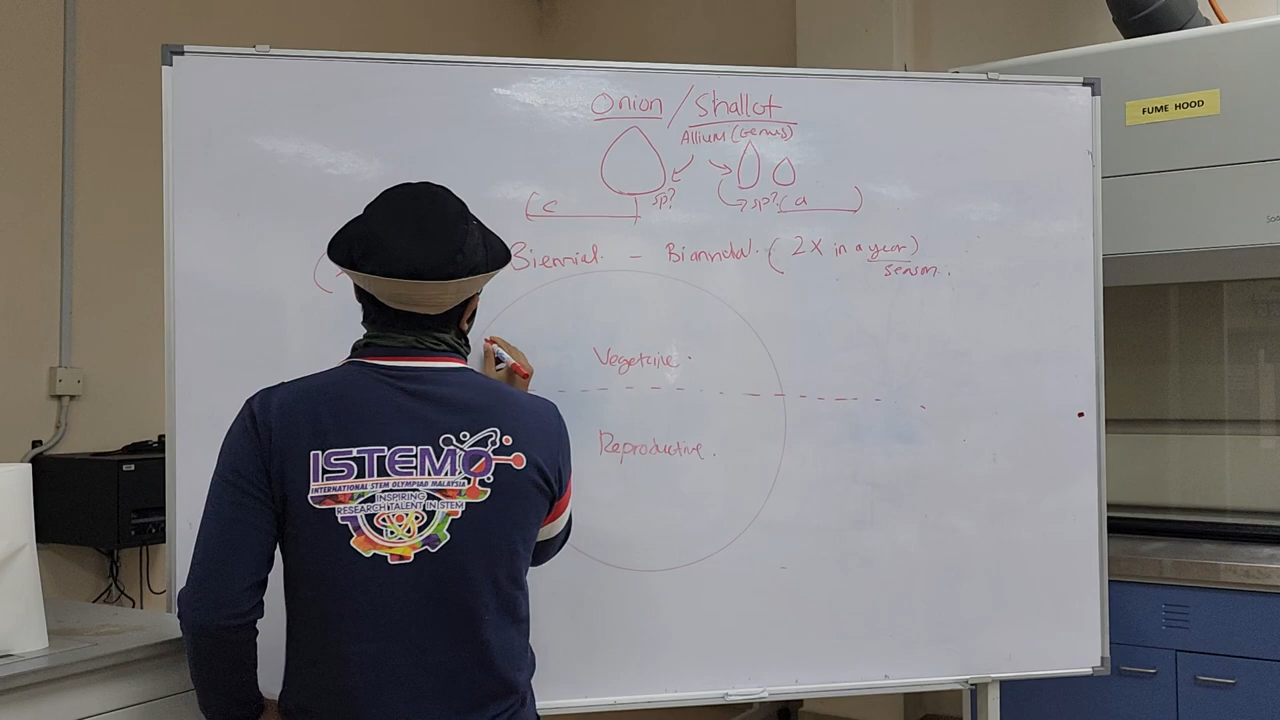 Onion / Shallot
Allium (Genus)
sp?
(c
sp? (a )
Biennial. - Biannual. (2x in a year)
season.
Vegetative.
Reproductive.
FUME HOOD
ISTEMO
INTERNATIONAL STEM OLYMPIAD MALAYSIA
INSPIRING
RESEARCH TALENT IN STEM